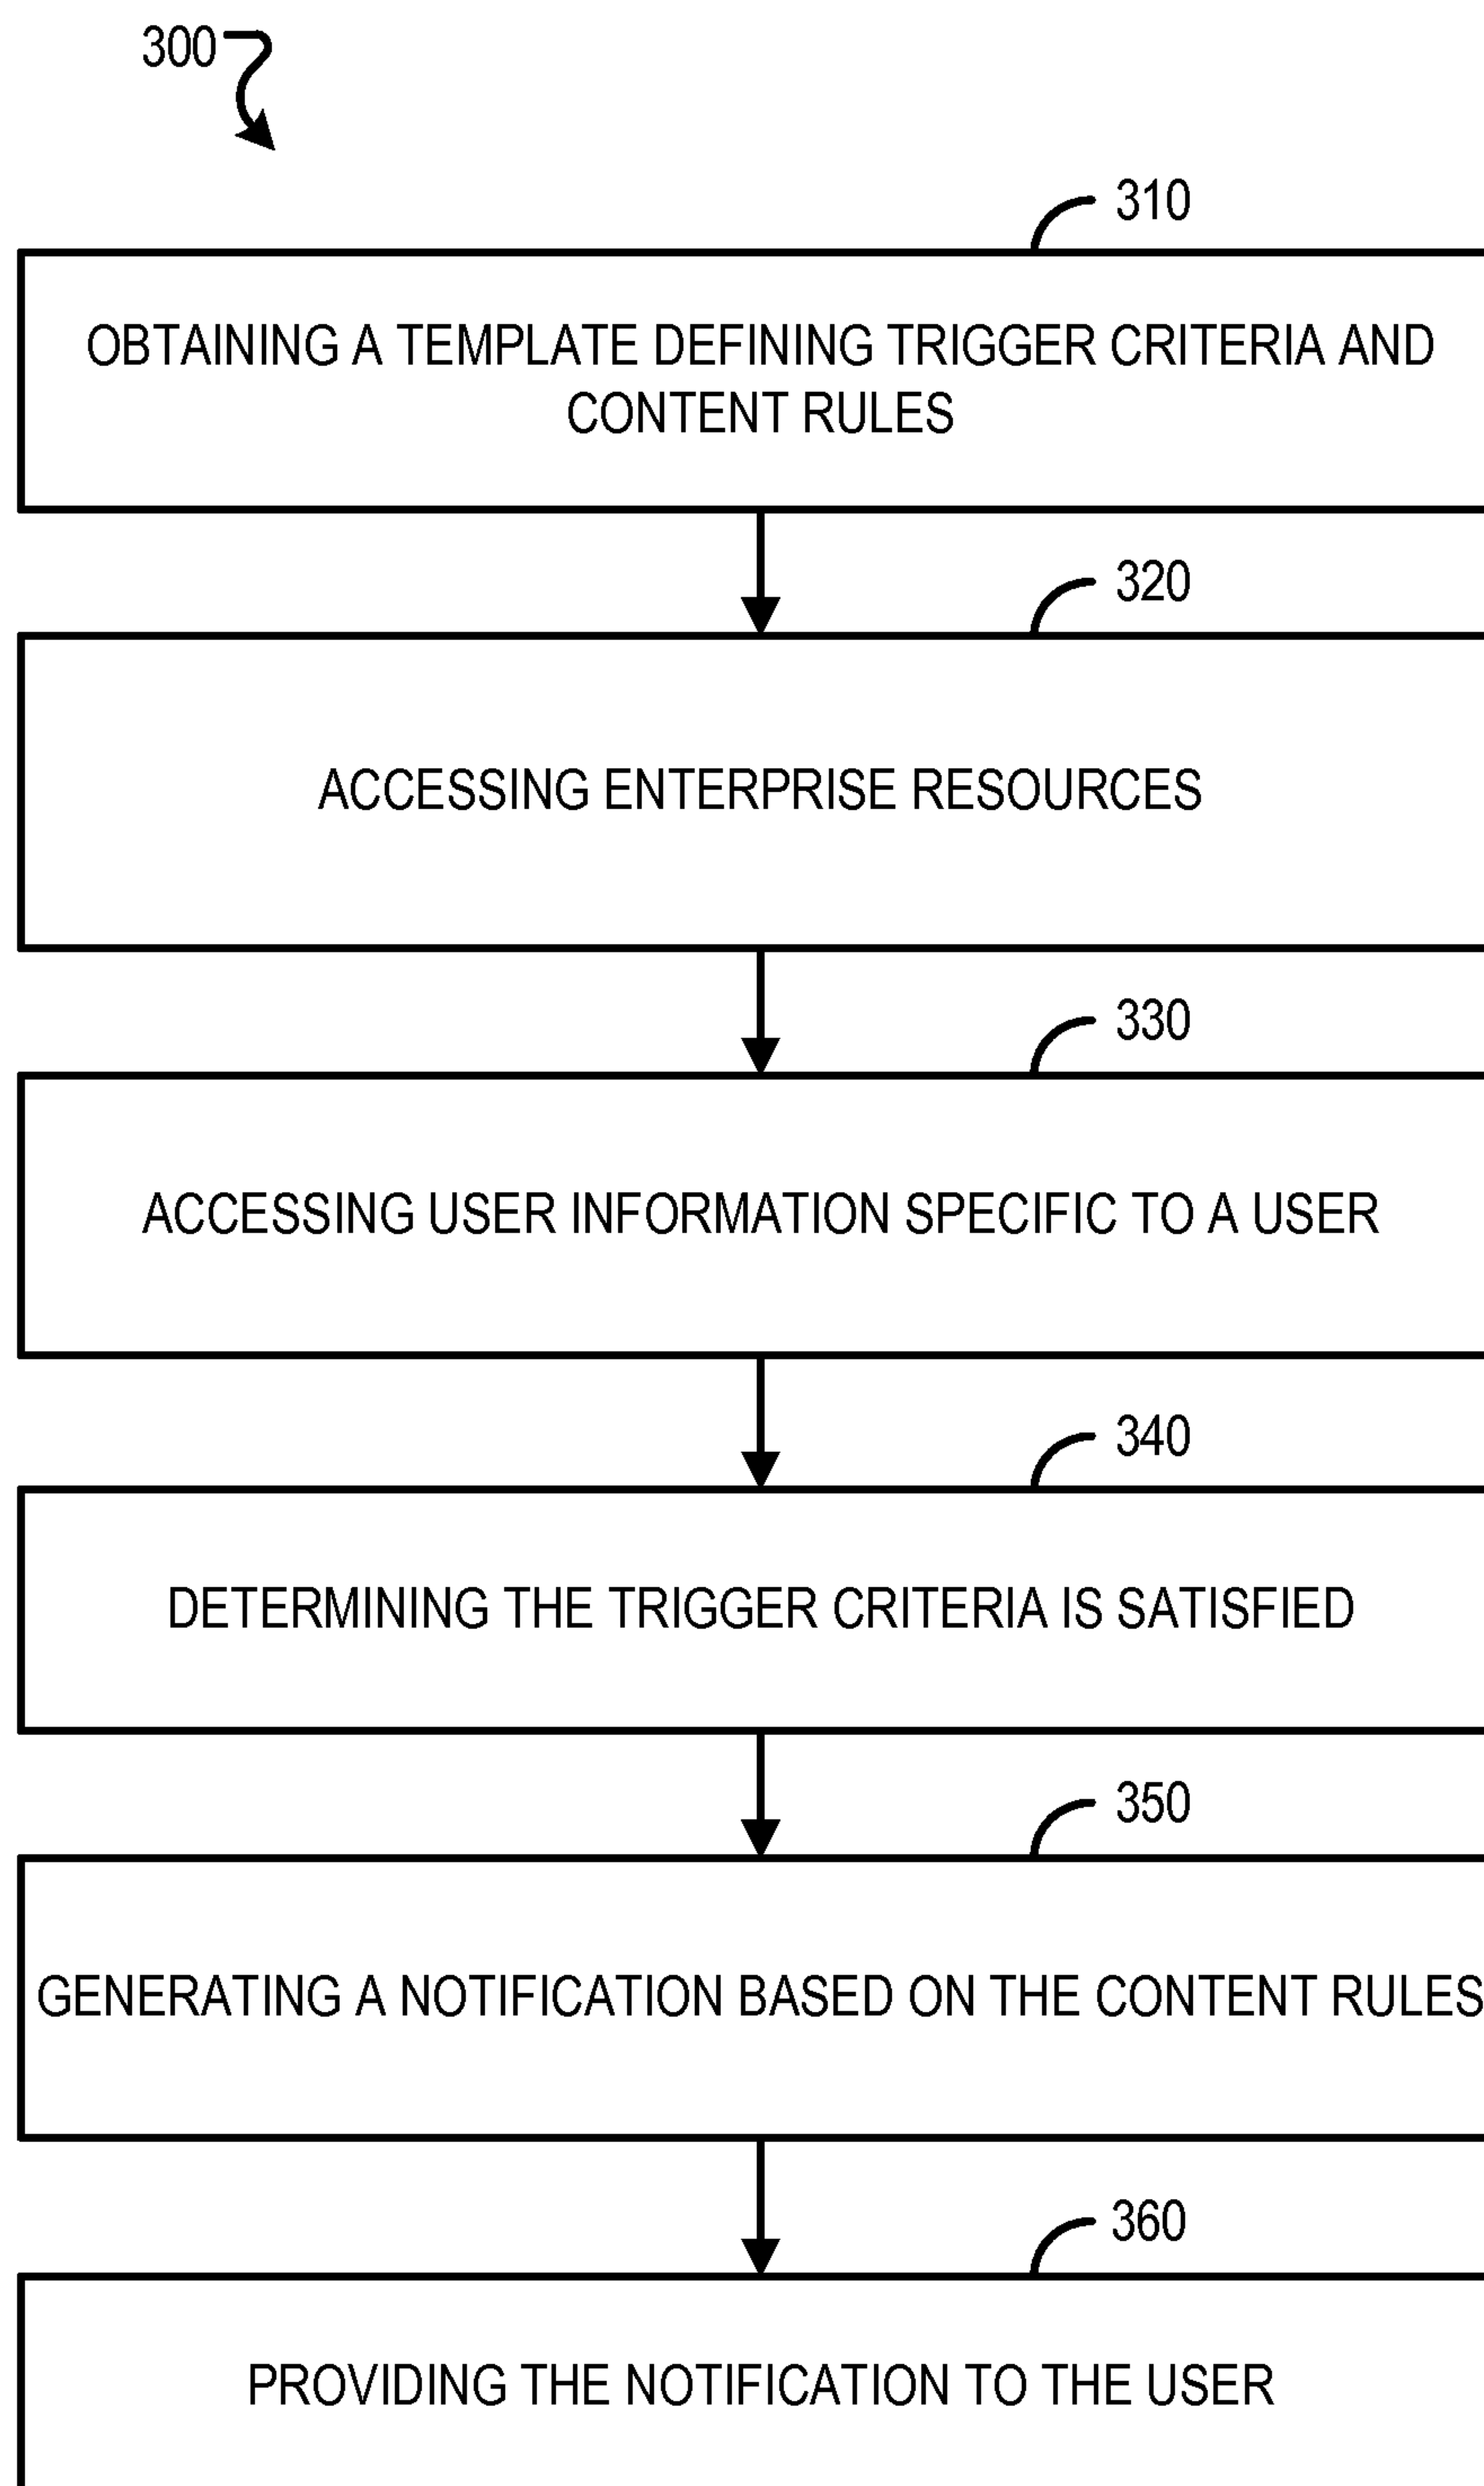 300
310
OBTAINING A TEMPLATE DEFINING TRIGGER CRITERIA AND
CONTENT RULES
320
ACCESSING ENTERPRISE RESOURCES
330
ACCESSING USER INFORMATION SPECIFIC TO A USER
340
DETERMINING THE TRIGGER CRITERIA IS SATISFIED
350
GENERATING A NOTIFICATION BASED ON THE CONTENT RULES
360
PROVIDING THE NOTIFICATION TO THE USER